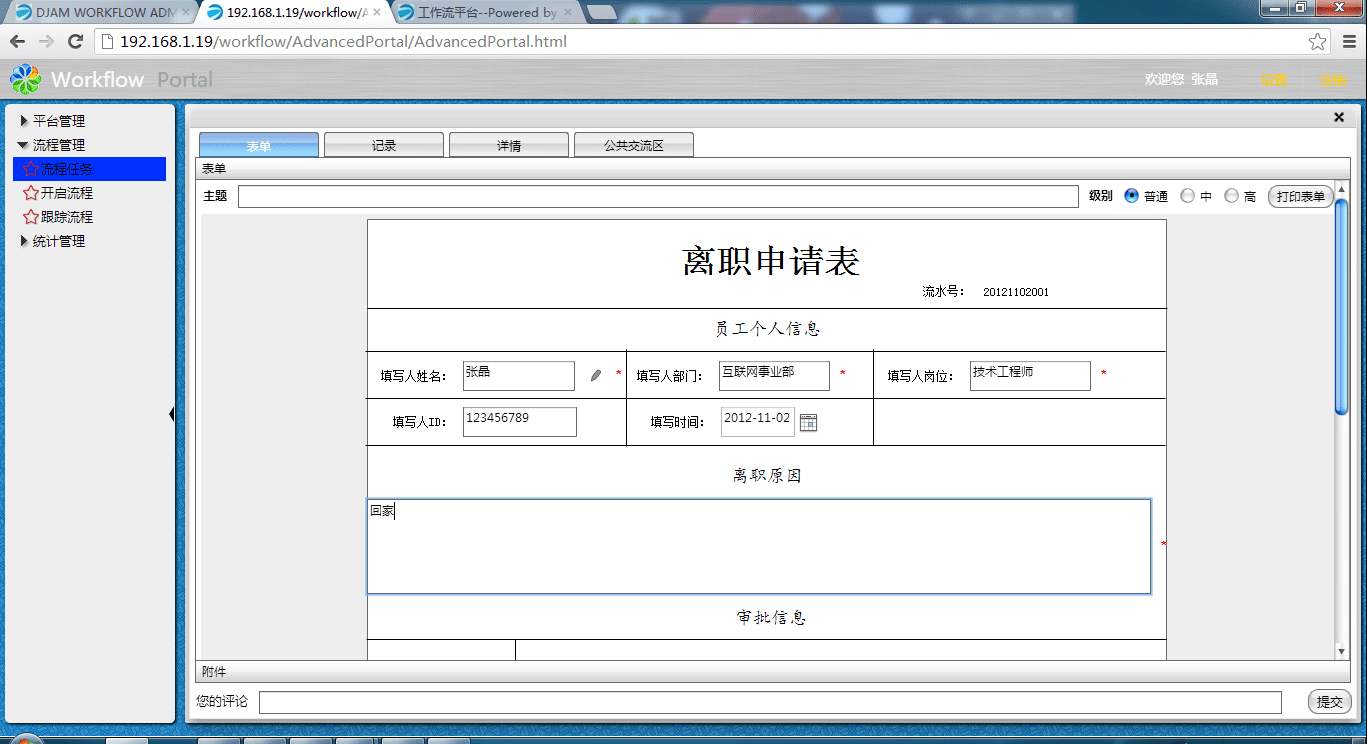 DJAM WORKFLOW ADM
192.168.1.19/workflow/A
工作流平台--Powered by
192.168.1.19/workflow/AdvancedPortal/AdvancedPortal.html
Workflow Portal
欢迎您 张晶
平台管理
流程管理
流程任务
开启流程
跟踪流程
统计管理
表单 记录 详情 公共交流区
表单
主题 级别 普通 中 高 打印表单
离职申请表
流水号： 20121102001
员工个人信息
填写人姓名： 张晶 * 填写人部门： 互联网事业部 * 填写人岗位： 技术工程师 *
填写人ID： 123456789 填写时间： 2012-11-02
离职原因
回家
*
审批信息
附件
您的评论 提交